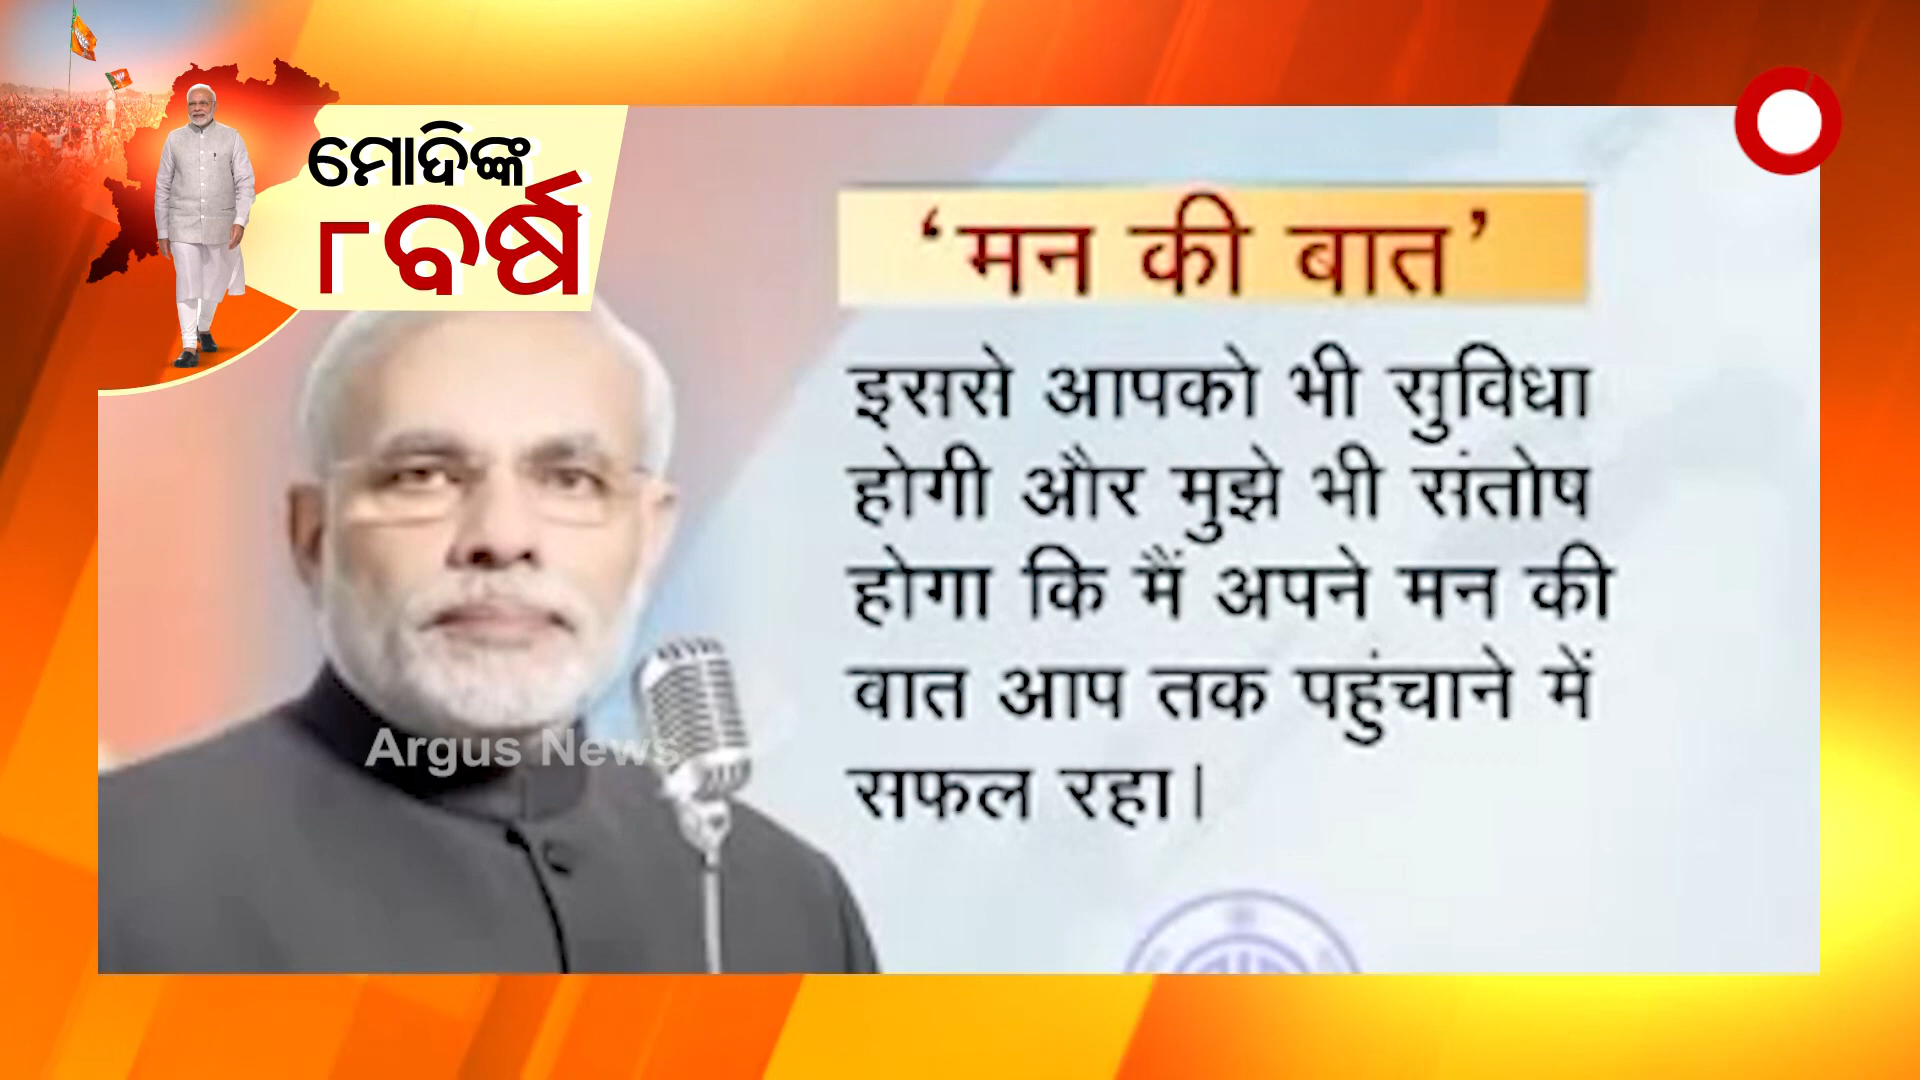 ମୋଦିଙ୍କ
୮ ବର୍ଷ
‘मन की बात’
इससे आपको भी सुविधा
होगी और मुझे भी संतोष
होगा कि मैं अपने मन की
वात आप तक पहुंचाने में
सफल रहा।
Argus News